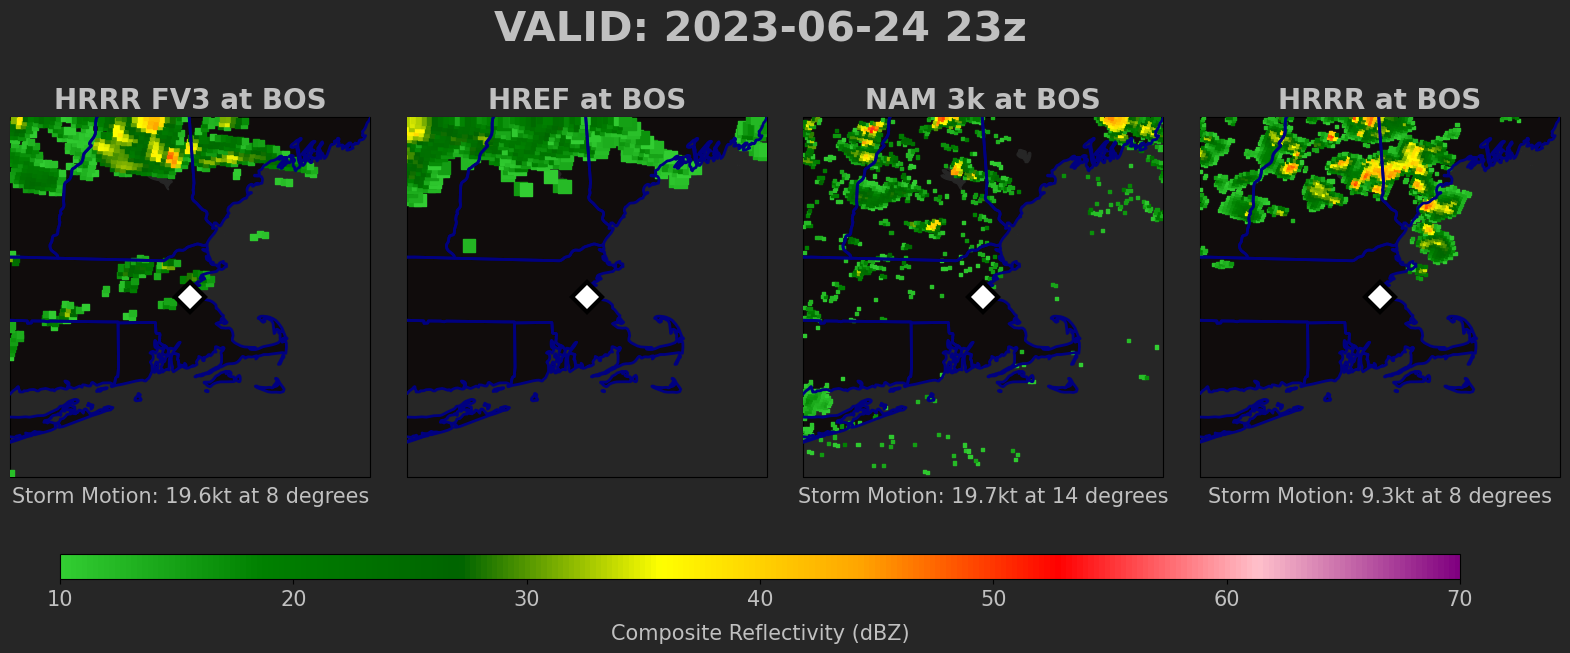 VALID: 2023-06-24 23z
HRRR FV3 at BOS
HREF at BOS
NAM 3k at BOS
HRRR at BOS
Storm Motion: 19.6kt at 8 degrees
Storm Motion: 19.7kt at 14 degrees
Storm Motion: 9.3kt at 8 degrees
10 20 30 40 50 60 70
Composite Reflectivity (dBZ)